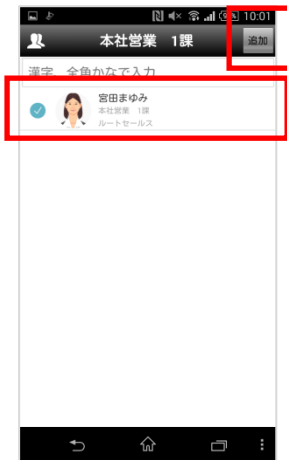 10:01
本社営業 1課
追加
漢字、全角かなで入力
宮田まゆみ
本社営業 1課
ルートセールス